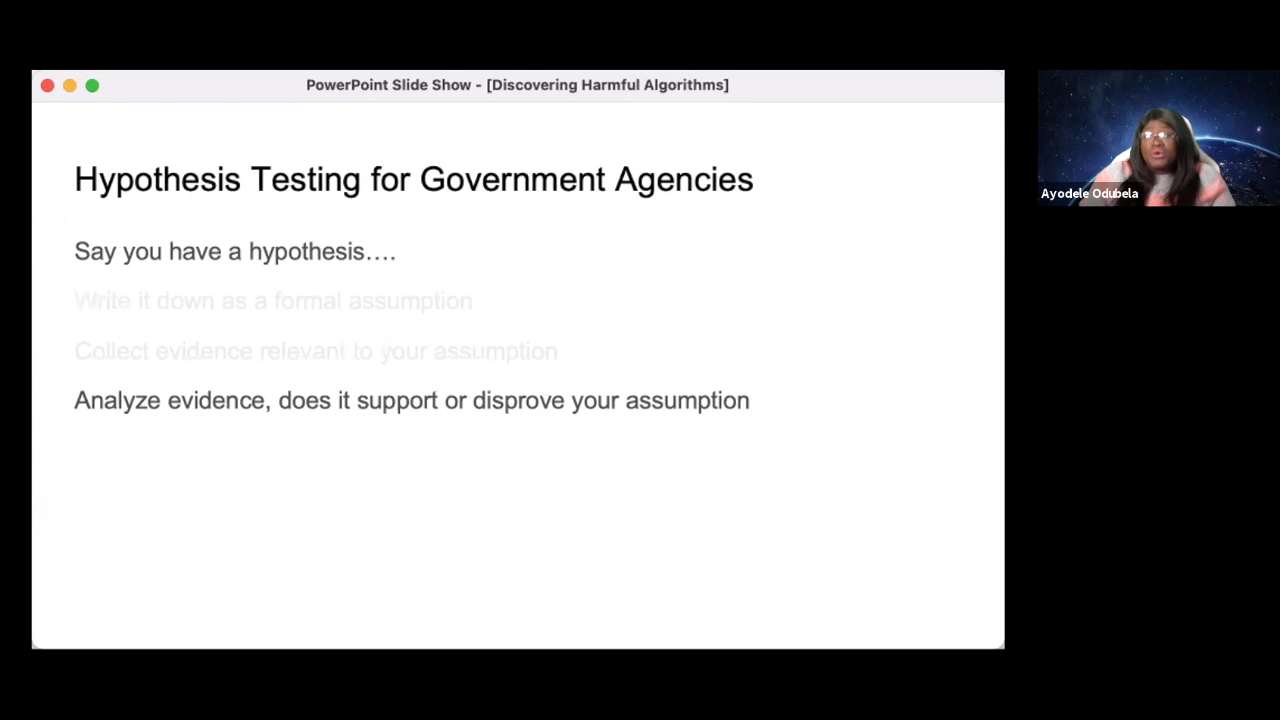 PowerPoint Slide Show - [Discovering Harmful Algorithms]
Hypothesis Testing for Government Agencies
Say you have a hypothesis….
Write it down as a formal assumption
Collect evidence relevant to your assumption
Analyze evidence, does it support or disprove your assumption
Ayodele Odubela